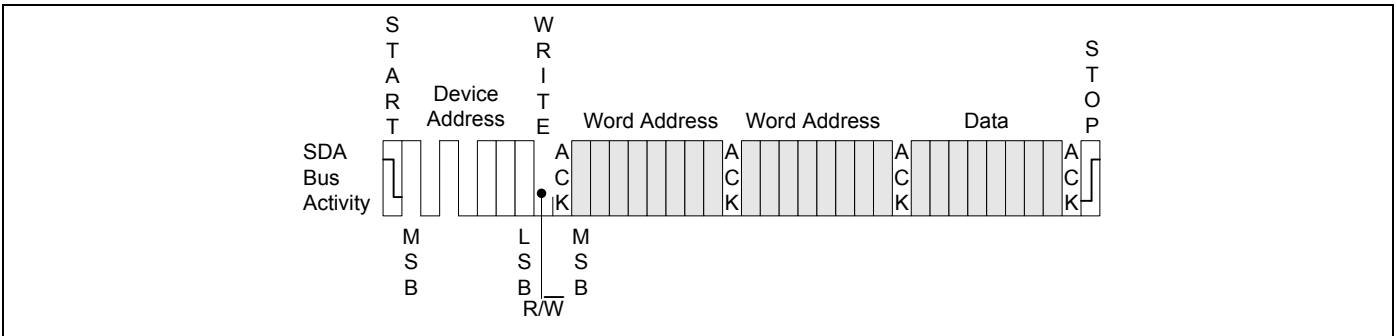 START
WRITE
STOP
Device
Address
Word Address
Word Address
Data
SDA
Bus
Activity
ACK
ACK
ACK
ACK
MSB
LSB
MSB
R/W̅